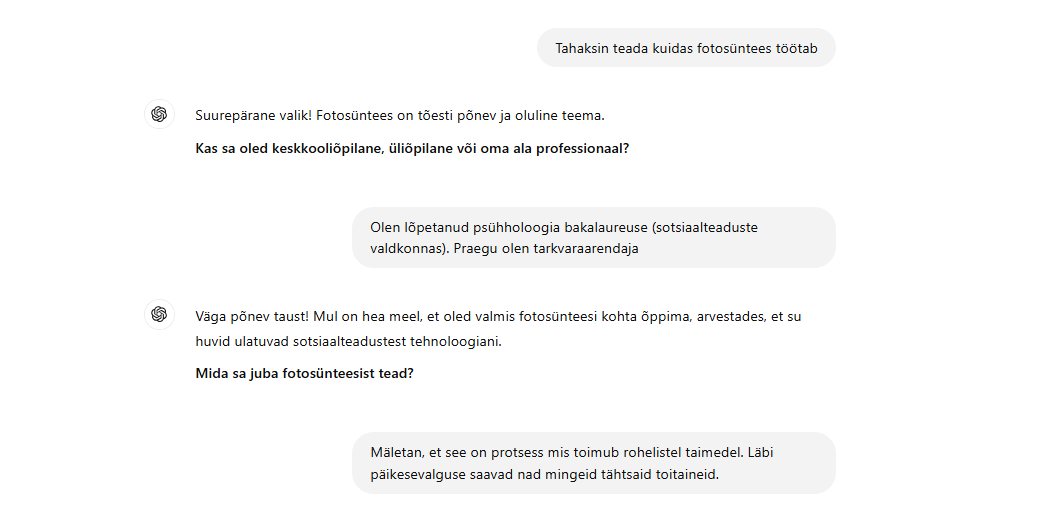 Tahaksin teada kuidas fotosüntees töötab
Suurepärane valik! Fotosüntees on tõesti põnev ja oluline teema.
Kas sa oled keskkooliõpilane, üliõpilane või oma ala professionaal?
Olen lõpetanud psühholoogia bakalaureuse (sotsiaalteaduste
valdkonnas). Praegu olen tarkvaraarendaja
Väga põnev taust! Mul on hea meel, et oled valmis fotosünteesi kohta õppima, arvestades, et su
huvid ulatuvad sotsiaalteadustest tehnoloogiani.
Mida sa juba fotosünteesist tead?
Mäletan, et see on protsess mis toimub rohelistel taimedel. Läbi
päikesevalguse saavad nad mingeid tähtsaid toitaineid.